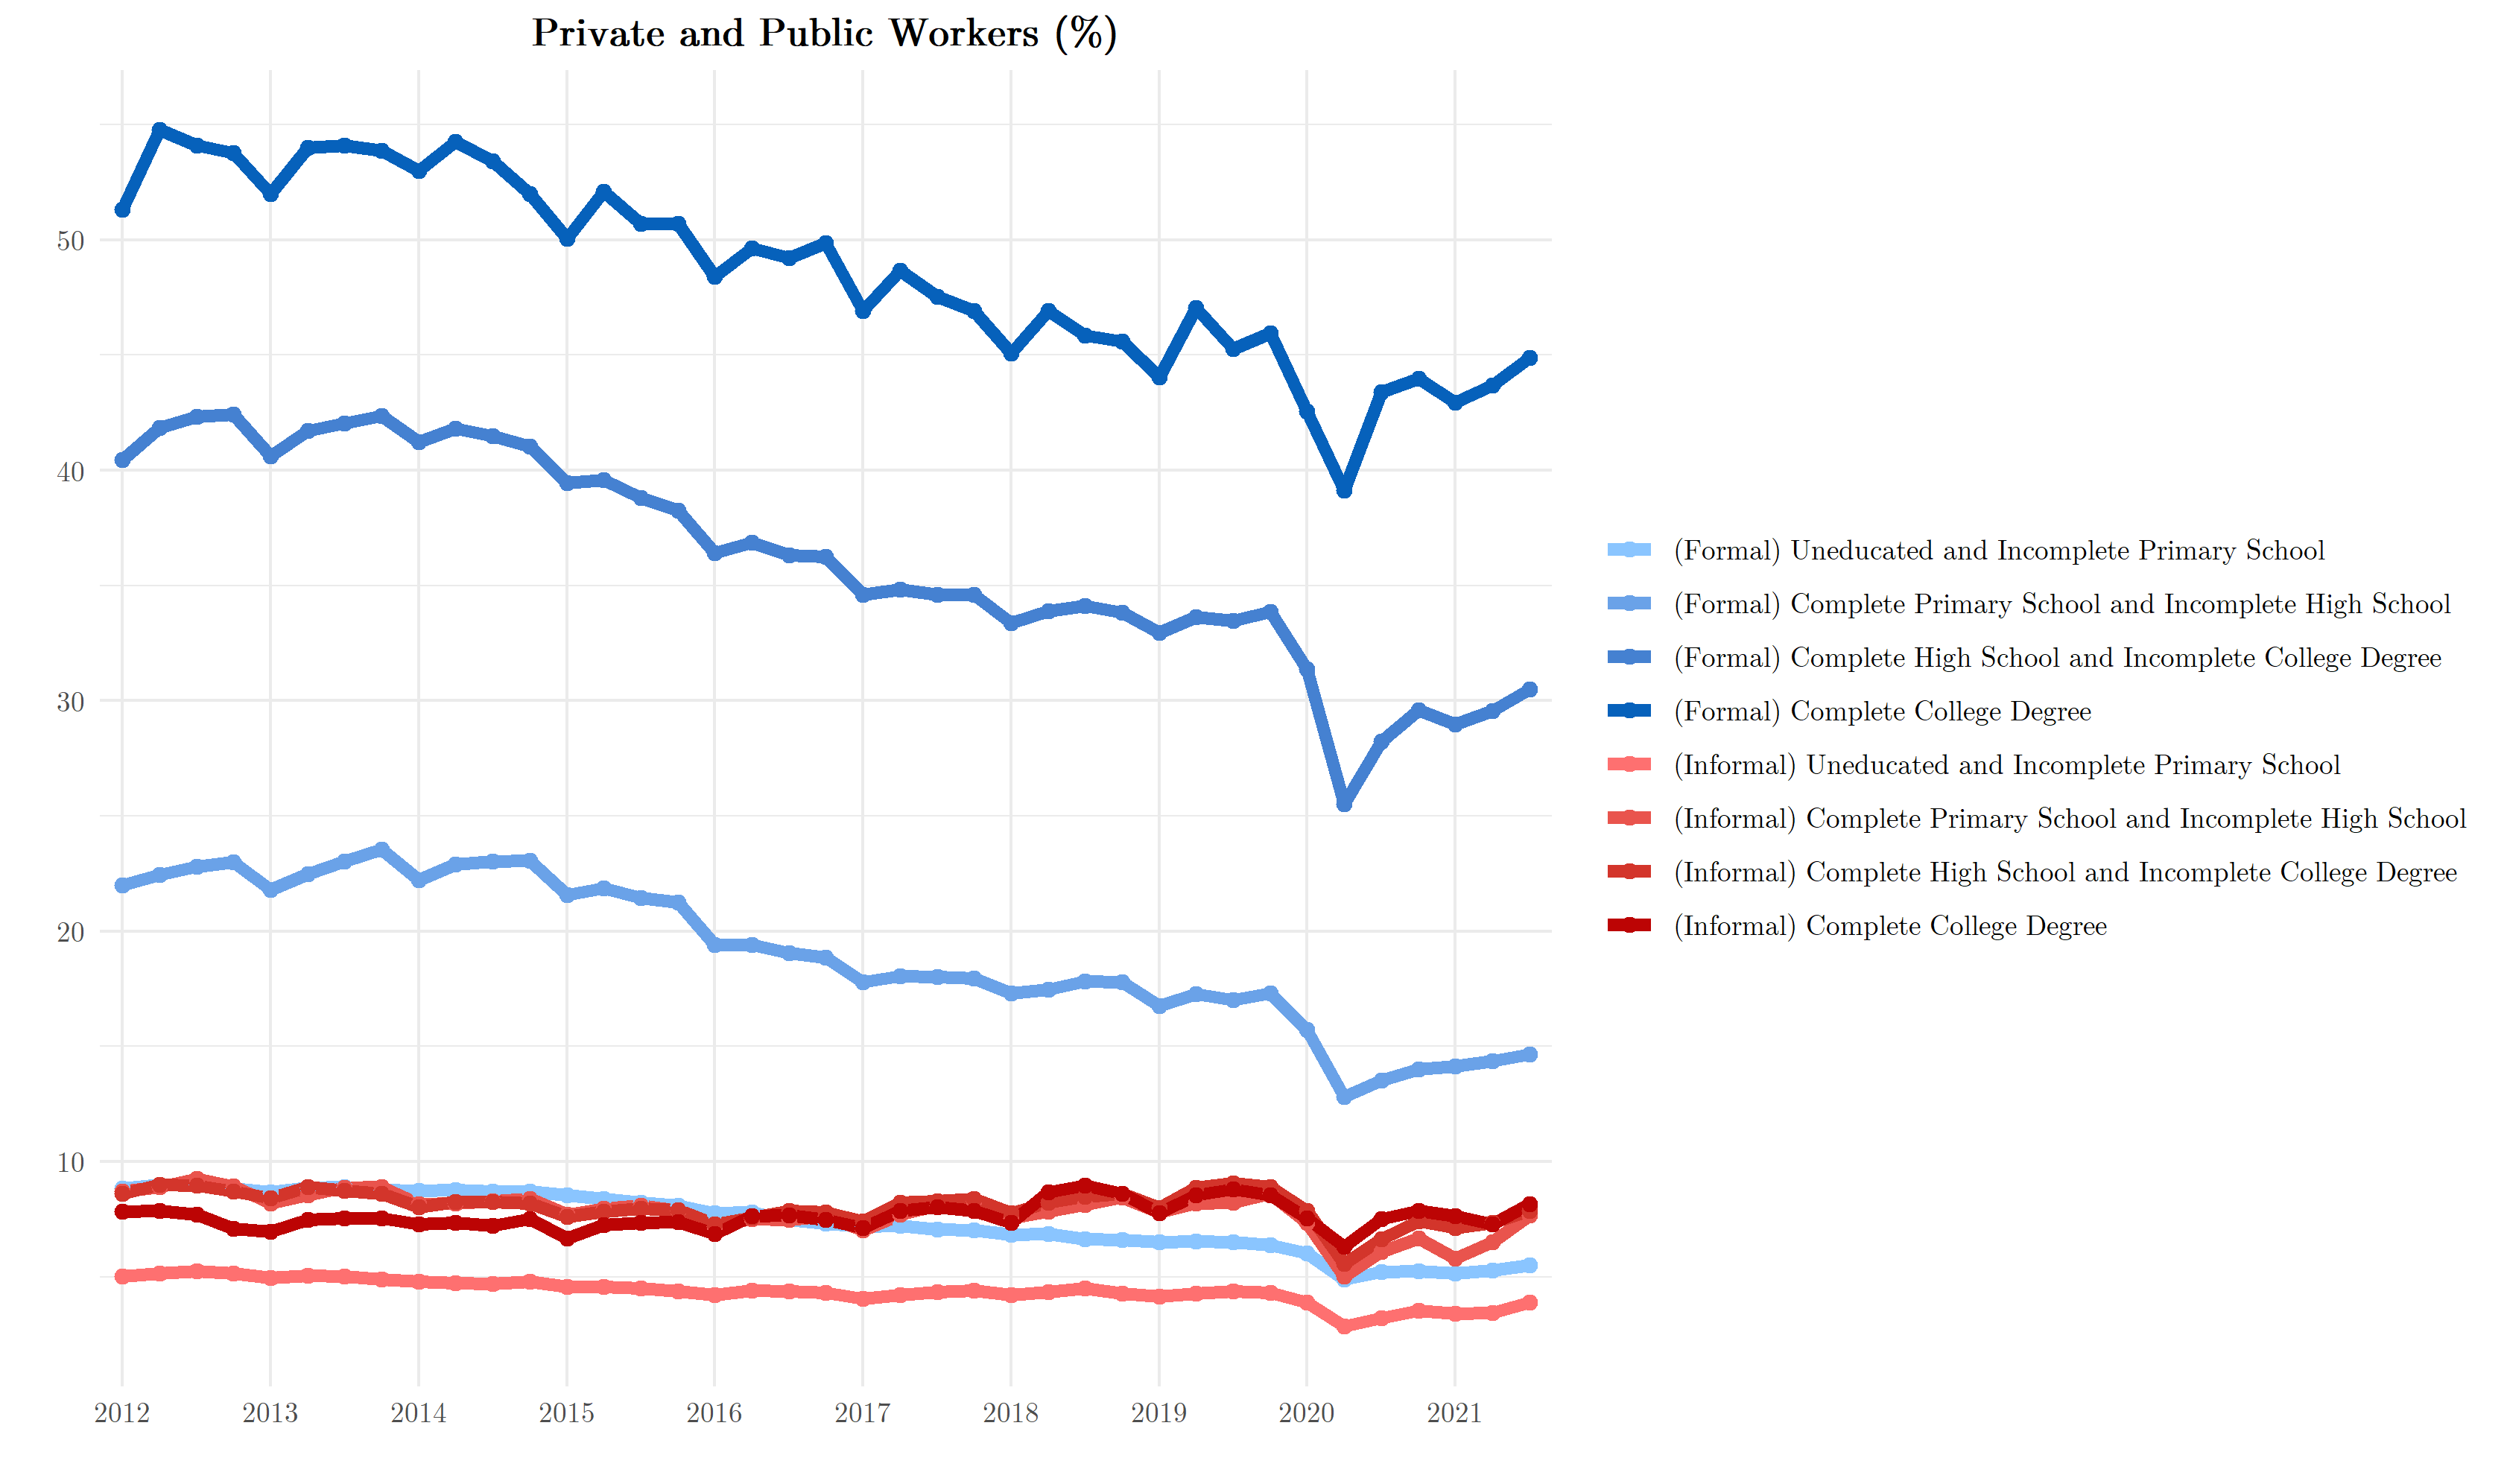 Private and Public Workers (%)
50
40
30
20
10
2012 2013 2014 2015 2016 2017 2018 2019 2020 2021
(Formal) Uneducated and Incomplete Primary School
(Formal) Complete Primary School and Incomplete High School
(Formal) Complete High School and Incomplete College Degree
(Formal) Complete College Degree
(Informal) Uneducated and Incomplete Primary School
(Informal) Complete Primary School and Incomplete High School
(Informal) Complete High School and Incomplete College Degree
(Informal) Complete College Degree